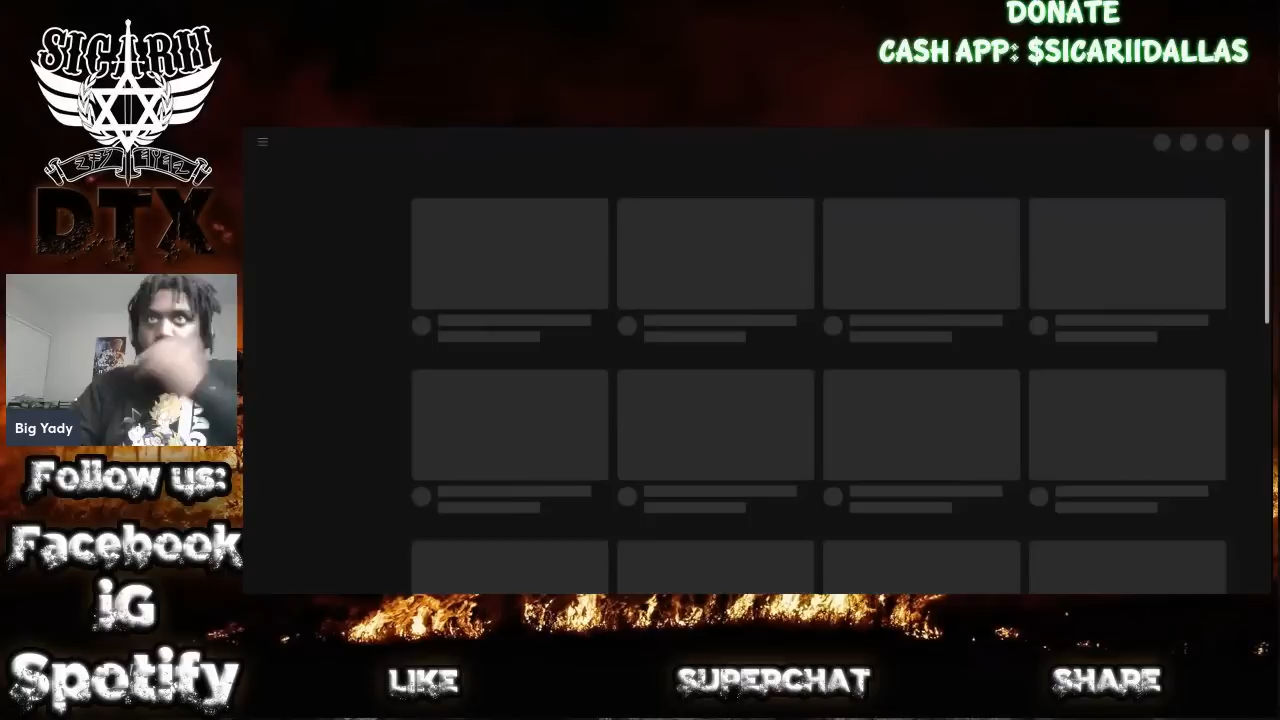 DONATE
CASH APP: $SICARIIDALLAS
SICARII
DTX
Big Yady
Follow us:
Facebook
iG
Spotify
LIKE
SUPERCHAT
SHARE